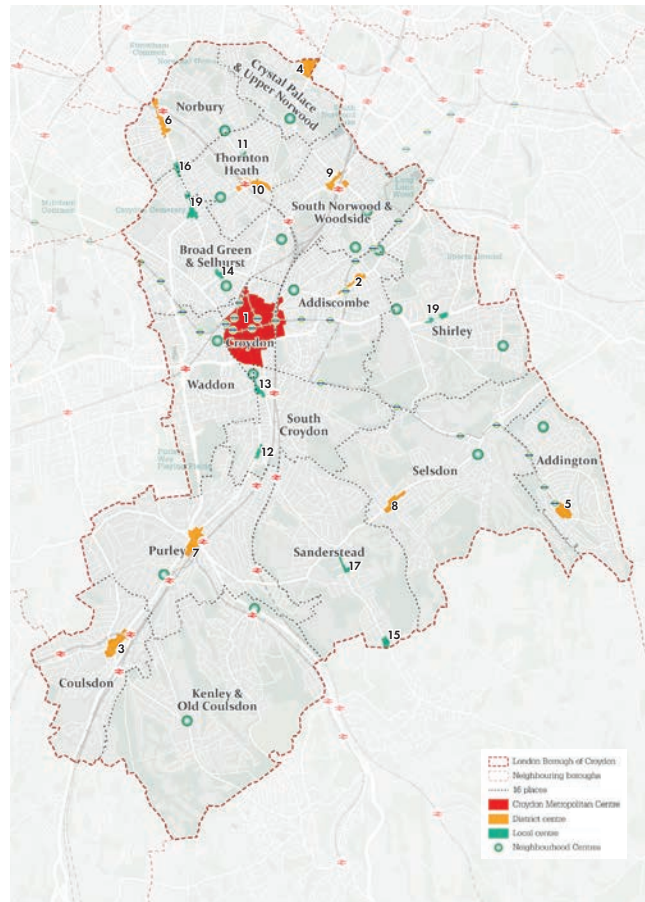 4
Crystal Palace
& Upper Norwood
Norbury
6
11
Thornton
Heath
16
10
9
19
South Norwood &
Woodside
Broad Green
& Selhurst
14
2
Addiscombe
1
19
Croydon
Shirley
Waddon
13
South
Croydon
12
Selsdon
Addington
8
5
Purley
7
Sanderstead
17
15
3
Coulsdon
Kenley &
Old Coulsdon
London Borough of Croydon
Neighbouring boroughs
16 places
Croydon Metropolitan Centre
District centre
Local centre
Neighbourhood Centres